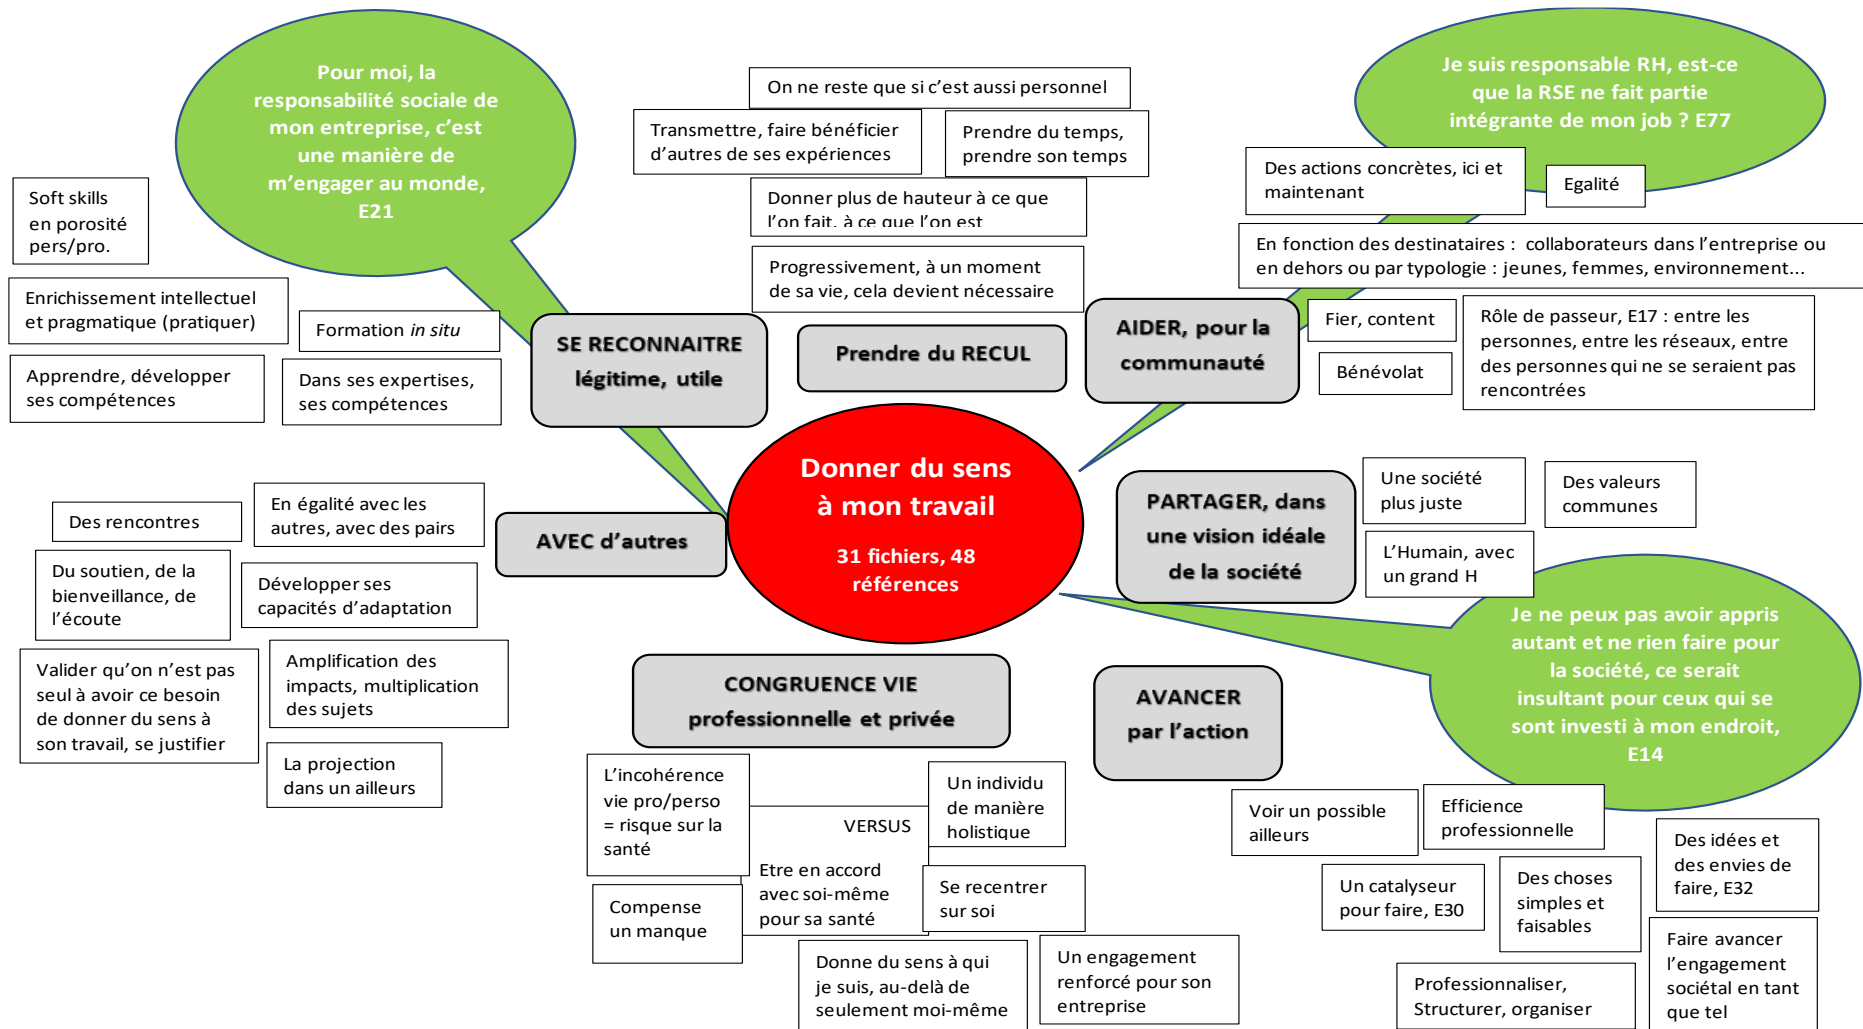 Pour moi, la
responsabilité sociale de
mon entreprise, c'est
une manière de
m'engager au monde,
E21
On ne reste que si c'est aussi personnel
Transmettre, faire bénéficier
d'autres de ses expériences
Prendre du temps,
prendre son temps
Donner plus de hauteur à ce que
l'on fait, à ce que l'on est
Progressivement, à un moment
de sa vie, cela devient nécessaire
Je suis responsable RH, est-ce
que la RSE ne fait partie
intégrante de mon job ? E77
Des actions concrètes, ici et
maintenant
Egalité
En fonction des destinataires : collaborateurs dans l'entreprise ou
en dehors ou par typologie : jeunes, femmes, environnement...
Fier, content
Bénévolat
Rôle de passeur, E17 : entre les
personnes, entre les réseaux, entre
des personnes qui ne se seraient pas
rencontrées
Soft skills
en porosité
pers/pro.
Enrichissement intellectuel
et pragmatique (pratiquer)
Formation in situ
Apprendre, développer
ses compétences
Dans ses expertises,
ses compétences
SE RECONNAITRE
légitime, utile
Prendre du RECUL
AIDER, pour la
communauté
Donner du sens
à mon travail
31 fichiers, 48
références
AVEC d'autres
Des rencontres
En égalité avec les
autres, avec des pairs
Du soutien, de la
bienveillance, de
l'écoute
Développer ses
capacités d'adaptation
Valider qu'on n'est pas
seul à avoir ce besoin
de donner du sens à
son travail, se justifier
Amplification des
impacts, multiplication
des sujets
La projection
dans un ailleurs
PARTAGER, dans
une vision idéale
de la société
Une société
plus juste
Des valeurs
communes
L'Humain, avec
un grand H
Je ne peux pas avoir appris
autant et ne rien faire pour
la société, ce serait
insultant pour ceux qui se
sont investi à mon endroit,
E14
CONGRUENCE VIE
professionnelle et privée
L'incohérence
vie pro/perso
= risque sur la
santé
VERSUS
Etre en accord
avec soi-même
pour sa santé
Un individu
de manière
holistique
Compense
un manque
Se recentrer
sur soi
Donne du sens à qui
je suis, au-delà de
seulement moi-même
Un engagement
renforcé pour son
entreprise
AVANCER
par l'action
Voir un possible
ailleurs
Efficience
professionnelle
Des idées et
des envies de
faire, E32
Un catalyseur
pour faire, E30
Des choses
simples et
faisables
Professionnaliser,
Structurer, organiser
Faire avancer
l'engagement
sociétal en tant
que tel